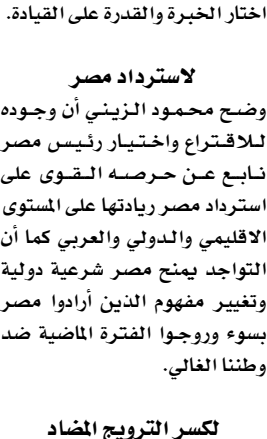 اختار الخبرة والقدرة على القيادة.
لاسترداد مصر
وضح محمود الزيني أن وجوده
للاقتراع واختيار رئيس مصر
نابع عن حرصه القوى على
استرداد مصر ريادتها على المستوى
الاقليمي والدولي والعربي كما أن
التواجد يمنح مصر شرعية دولية
وتغيير مفهوم الذين أرادوا مصر
بسوء وروجوا الفترة الماضية ضد
وطننا الغالي.
لكسر الترويج المضاد